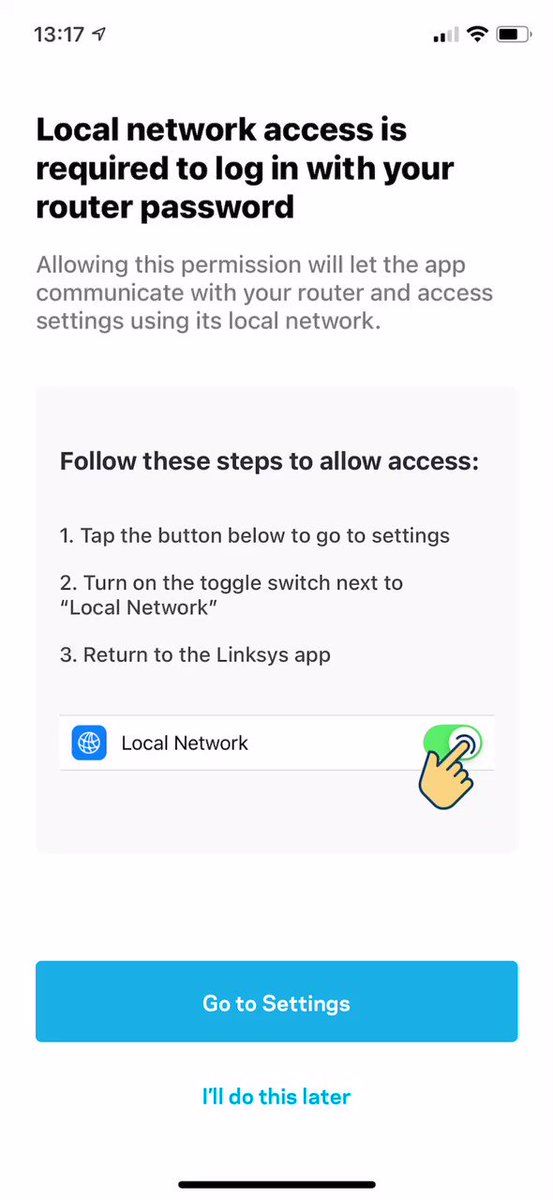 13:17
Local network access is
required to log in with your
router password
Allowing this permission will let the app
communicate with your router and access
settings using its local network.
Follow these steps to allow access:
1. Tap the button below to go to settings
2. Turn on the toggle switch next to
“Local Network”
3. Return to the Linksys app
Local Network
Go to Settings
I’ll do this later